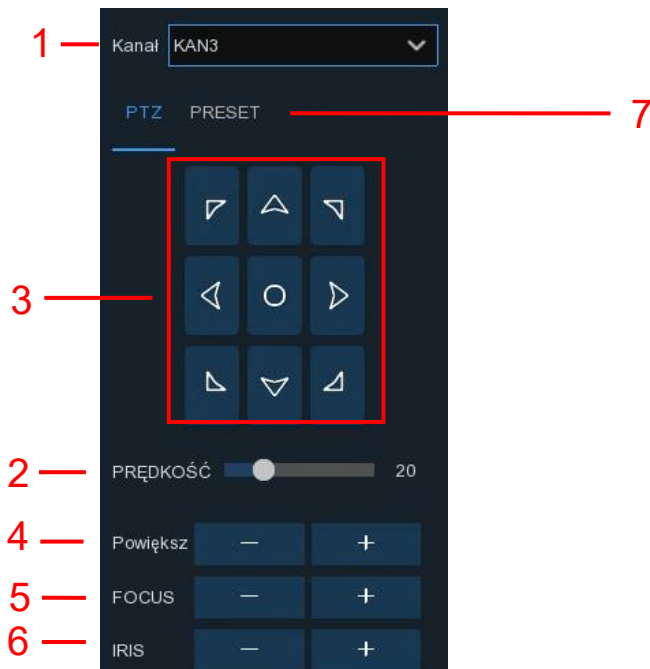 1 Kanał KAN3
PTZ PRESET 7
3
2 PRĘDKOŚĆ 20
4 Powiększ − +
5 FOCUS − +
6 IRIS − +